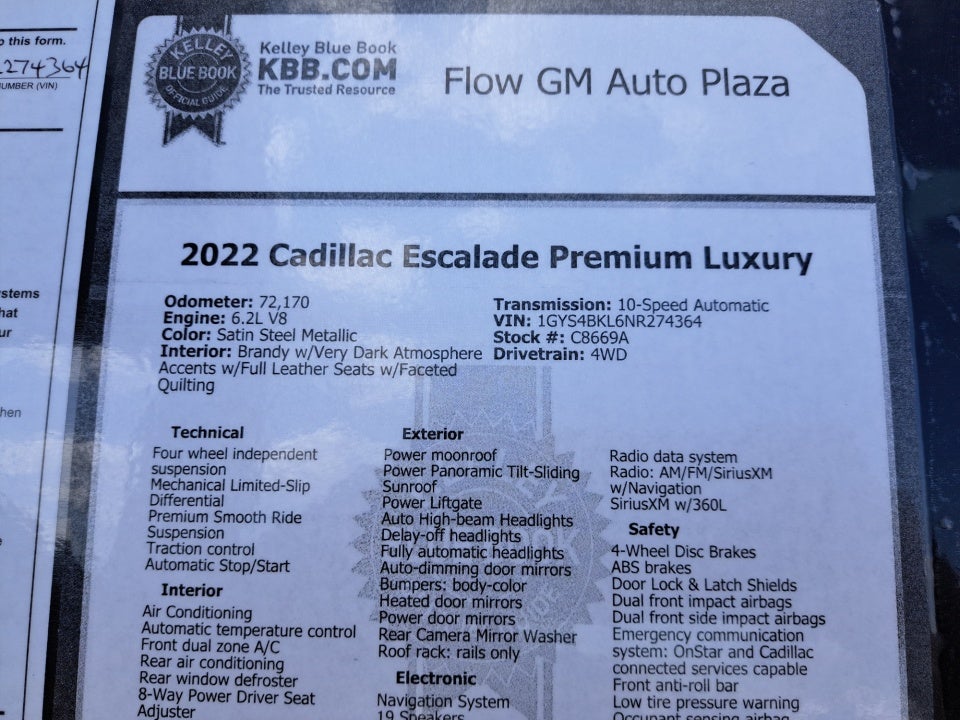 o this form.
2274364
UMBER (VIN)
stems
hat
ur
hen
KELLEY
BLUE BOOK
OFFICIAL GUIDE
Kelley Blue Book
KBB.COM
The Trusted Resource
Flow GM Auto Plaza
2022 Cadillac Escalade Premium Luxury
Odometer: 72,170
Engine: 6.2L V8
Color: Satin Steel Metallic
Interior: Brandy w/Very Dark Atmosphere
Accents w/Full Leather Seats w/Faceted
Quilting
Transmission: 10-Speed Automatic
VIN: 1GYS4BKL6NR274364
Stock #: C8669A
Drivetrain: 4WD
Technical
Four wheel independent
suspension
Mechanical Limited-Slip
Differential
Premium Smooth Ride
Suspension
Traction control
Automatic Stop/Start
Interior
Air Conditioning
Automatic temperature control
Front dual zone A/C
Rear air conditioning
Rear window defroster
8-Way Power Driver Seat
Adjuster
Exterior
Power moonroof
Power Panoramic Tilt-Sliding
Sunroof
Power Liftgate
Auto High-beam Headlights
Delay-off headlights
Fully automatic headlights
Auto-dimming door mirrors
Bumpers: body-color
Heated door mirrors
Power door mirrors
Rear Camera Mirror Washer
Roof rack: rails only
Electronic
Navigation System
19 Speakers
Radio data system
Radio: AM/FM/SiriusXM
w/Navigation
SiriusXM w/360L
Safety
4-Wheel Disc Brakes
ABS brakes
Door Lock & Latch Shields
Dual front impact airbags
Dual front side impact airbags
Emergency communication
system: OnStar and Cadillac
connected services capable
Front anti-roll bar
Low tire pressure warning
Occupant sensing airbag